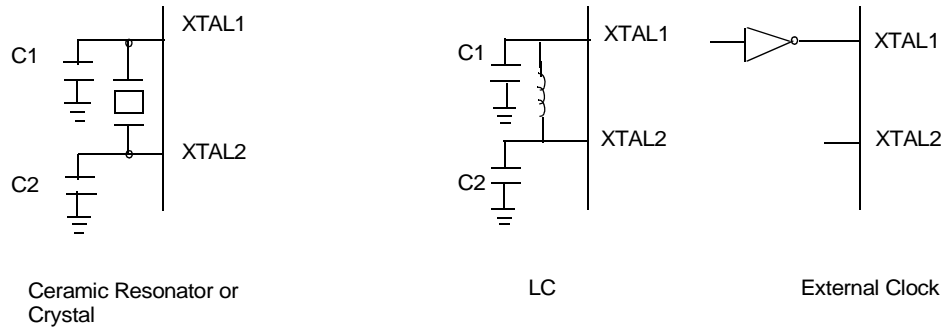 XTAL1
C1
XTAL2
C2
Ceramic Resonator or
Crystal
XTAL1
C1
XTAL2
C2
LC
XTAL1
XTAL2
External Clock